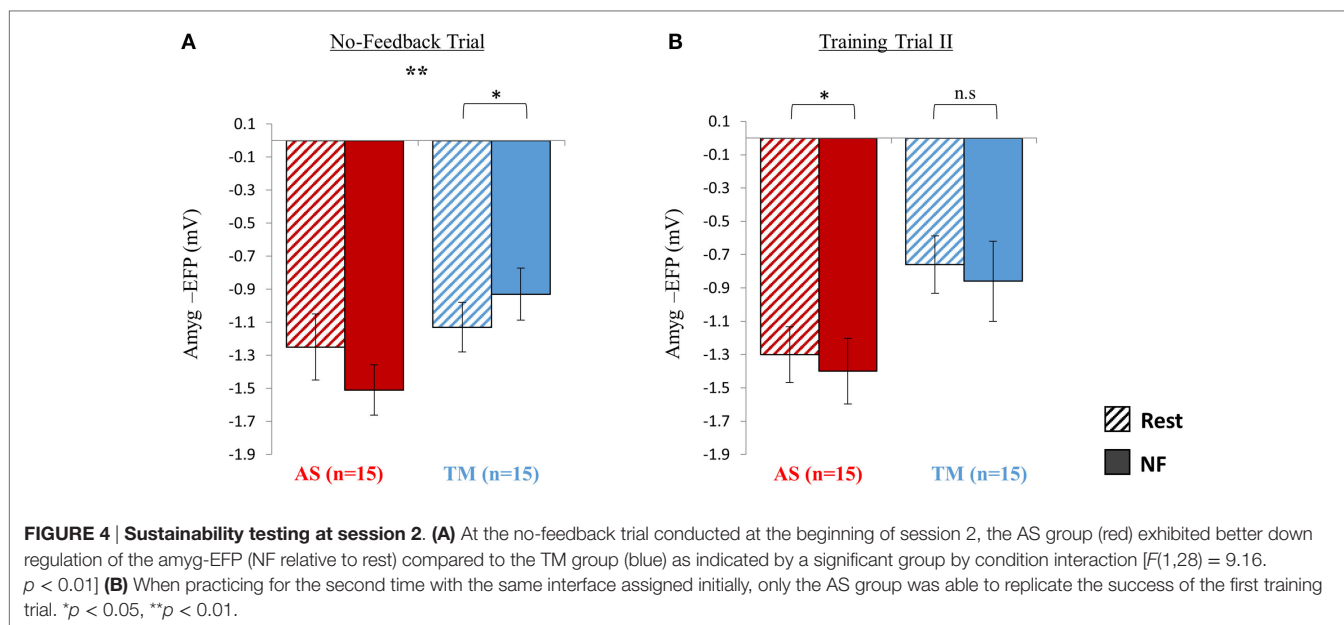 A
No-Feedback Trial
**
*
0.1
-0.1
-0.3
-0.5
-0.7
-0.9
-1.1
-1.3
-1.5
-1.7
-1.9
Amyg –EFP (mV)
AS (n=15)
TM (n=15)
B
Training Trial II
*
n.s
0.1
-0.1
-0.3
-0.5
-0.7
-0.9
-1.1
-1.3
-1.5
-1.7
-1.9
Amyg –EFP (mV)
AS (n=15)
TM (n=15)
Rest
NF
FIGURE 4 | Sustainability testing at session 2. (A) At the no-feedback trial conducted at the beginning of session 2, the AS group (red) exhibited better down
regulation of the amyg-EFP (NF relative to rest) compared to the TM group (blue) as indicated by a significant group by condition interaction [F(1,28) = 9.16.
p < 0.01] (B) When practicing for the second time with the same interface assigned initially, only the AS group was able to replicate the success of the first training
trial. *p < 0.05, **p < 0.01.